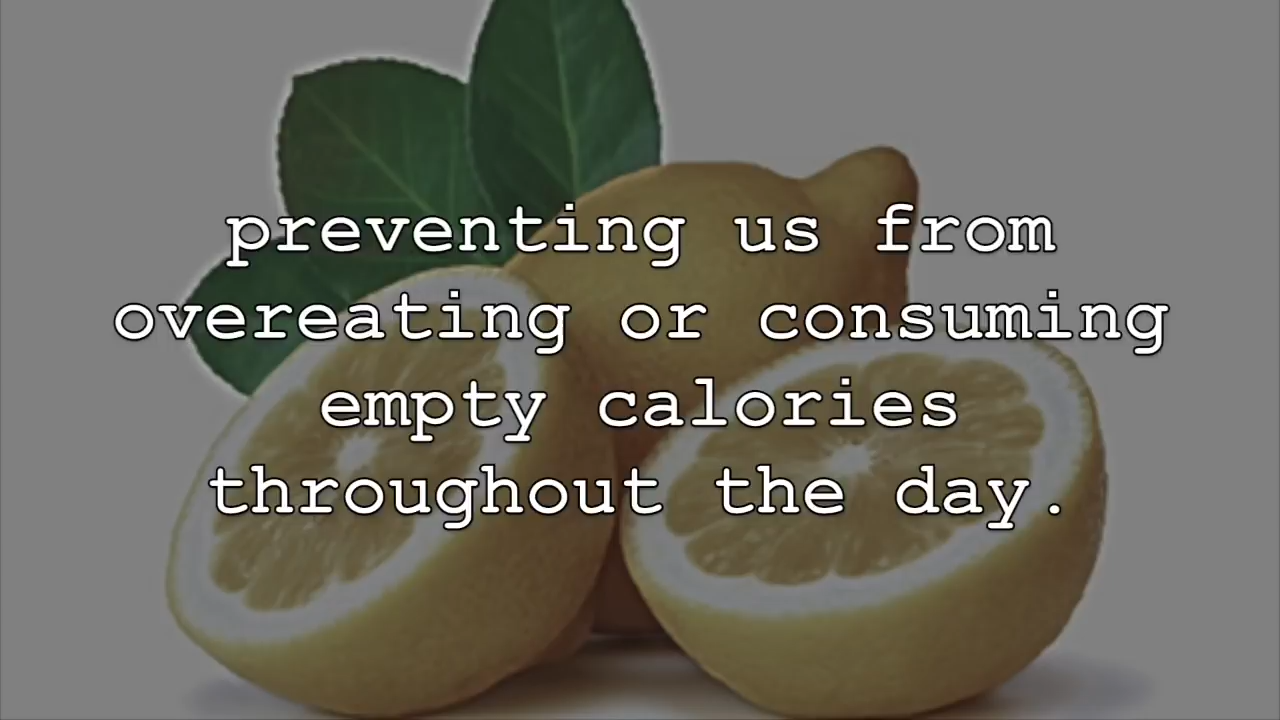 preventing us from
overeating or consuming
empty calories
throughout the day.